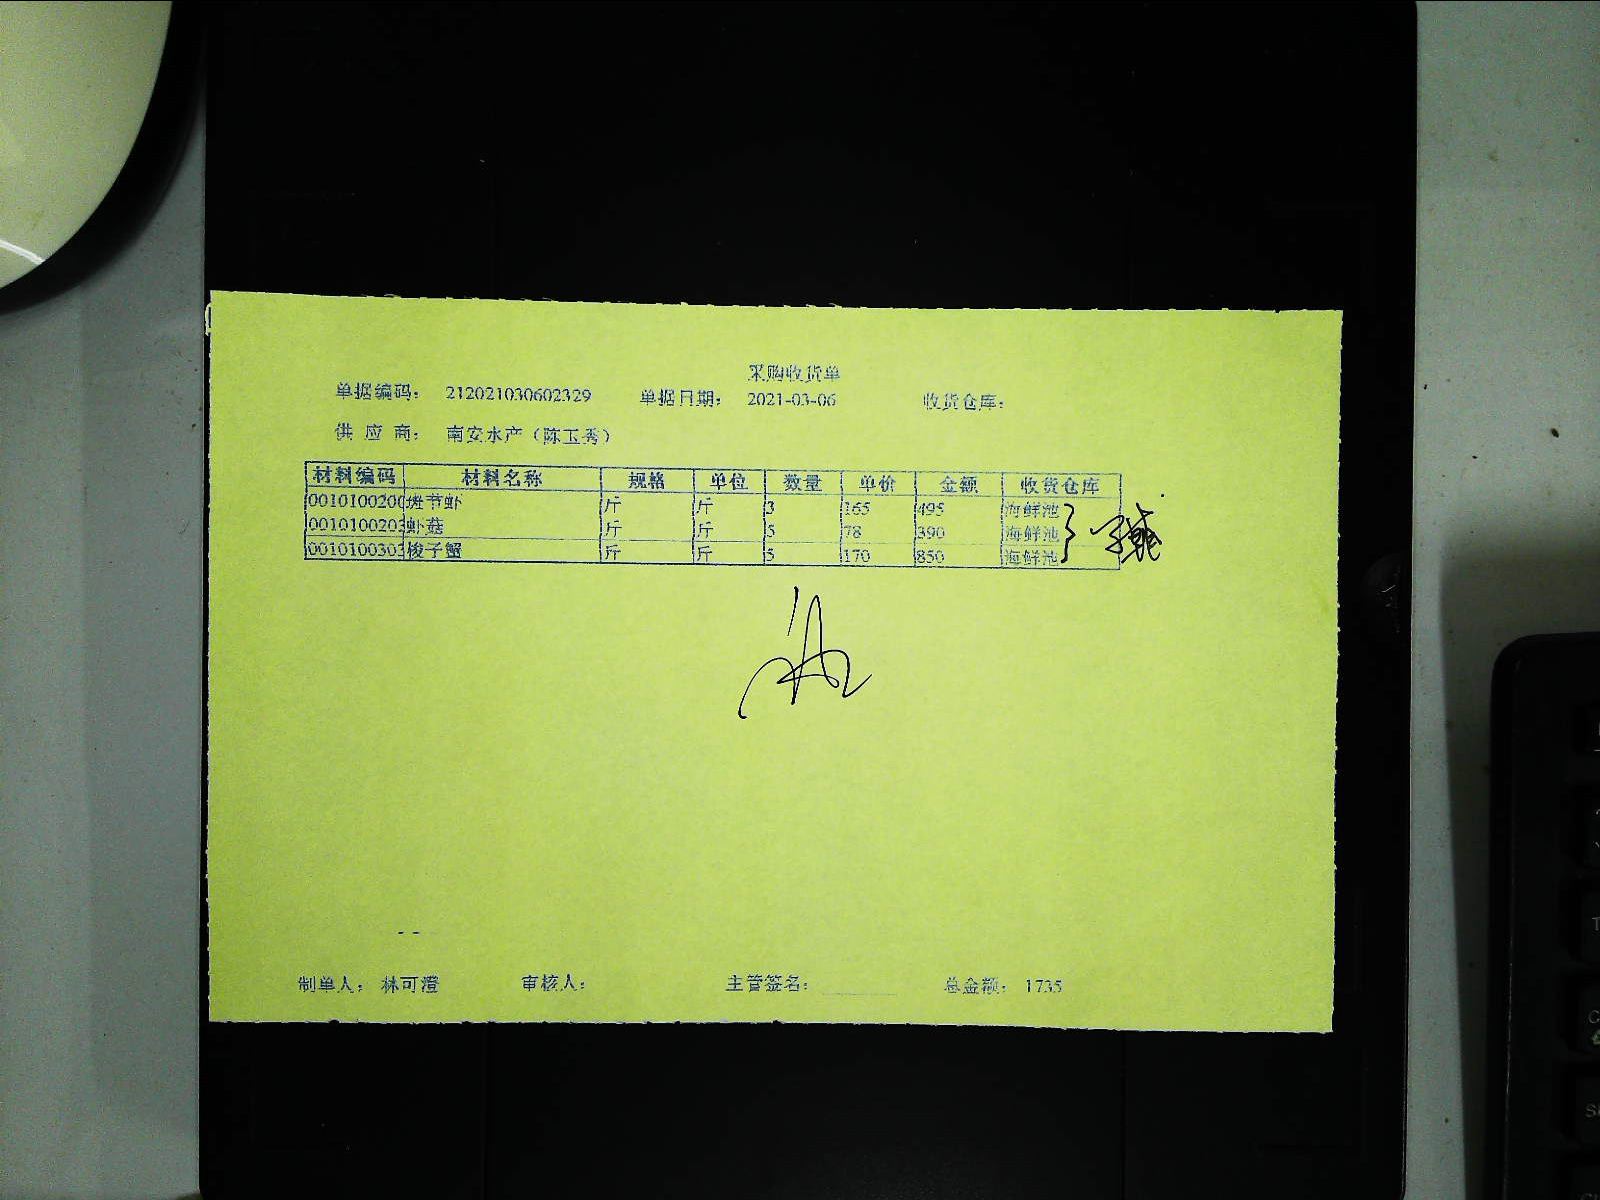 采购收货单
单据编码： 212021030602329 单据日期： 2021-03-06 收货仓库：
供 应 商： 南安水产（陈玉秀）
材料编码 材料名称 规格 单位 数量 单价 金额 收货仓库
0010100200 斑节虾 斤 斤 3 165 495 海鲜池
0010100203 虾菇 斤 斤 5 78 390 海鲜池
0010100303 梭子蟹 斤 斤 5 170 850 海鲜池
制单人： 林可澄 审核人： 主管签名： 总金额： 1735